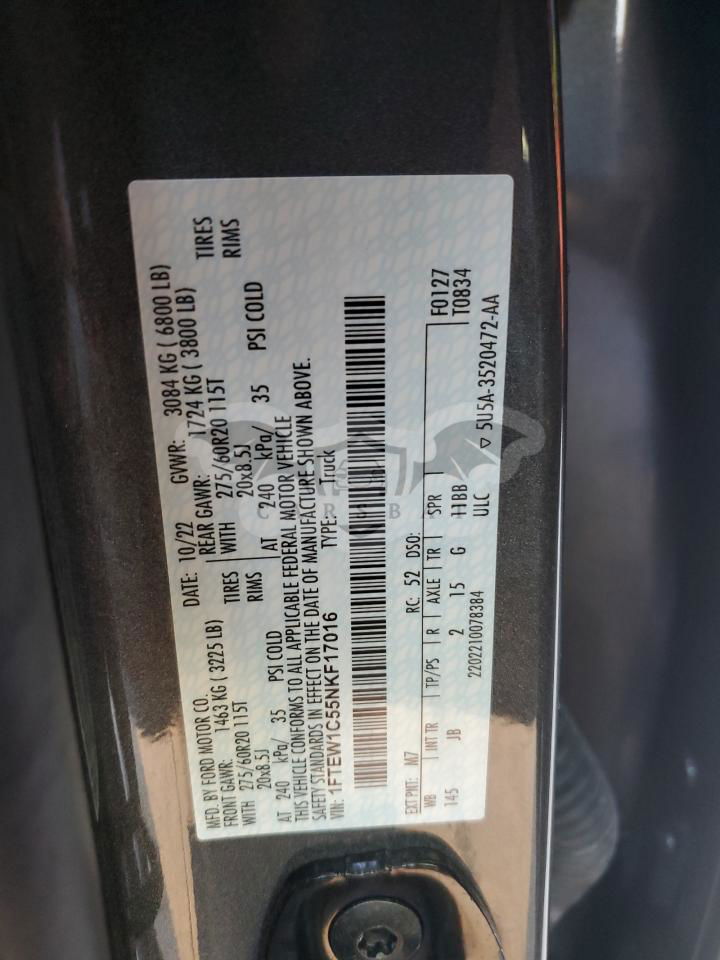 MFD. BY FORD MOTOR CO. DATE: 10/22 GVWR: 3084 KG ( 6800 LB)
FRONT GAWR: 1463 KG ( 3225 LB) REAR GAWR: 1724 KG ( 3800 LB)
WITH 275/60R20 115T TIRES WITH 275/60R20 115T TIRES
20x8.5J RIMS 20x8.5J RIMS
AT 240 kPa/ 35 PSI COLD AT 240 kPa/ 35 PSI COLD
THIS VEHICLE CONFORMS TO ALL APPLICABLE FEDERAL MOTOR VEHICLE
SAFETY STANDARDS IN EFFECT ON THE DATE OF MANUFACTURE SHOWN ABOVE.
VIN: 1FTEW1C55NKF17016 TYPE: Truck
EXT PNT: M7 RC: 52 DSO: F0127
WB INT TR TP/PS R AXLE TR SPR T0834
145 JB 2 15 G 11BB
2202210078384 ULC ▽ 5U5A-3520472-AA